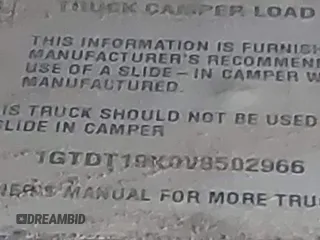 TRUCK CAMPER LOAD
THIS INFORMATION IS FURNISH
MANUFACTURER'S RECOMMEN
USE OF A SLIDE-IN CAMPER W
MANUFACTURED.
IS TRUCK SHOULD NOT BE USED
SLIDE IN CAMPER
1GTDT19K0V8502966
NER'S MANUAL FOR MORE TRU
DREAMBID